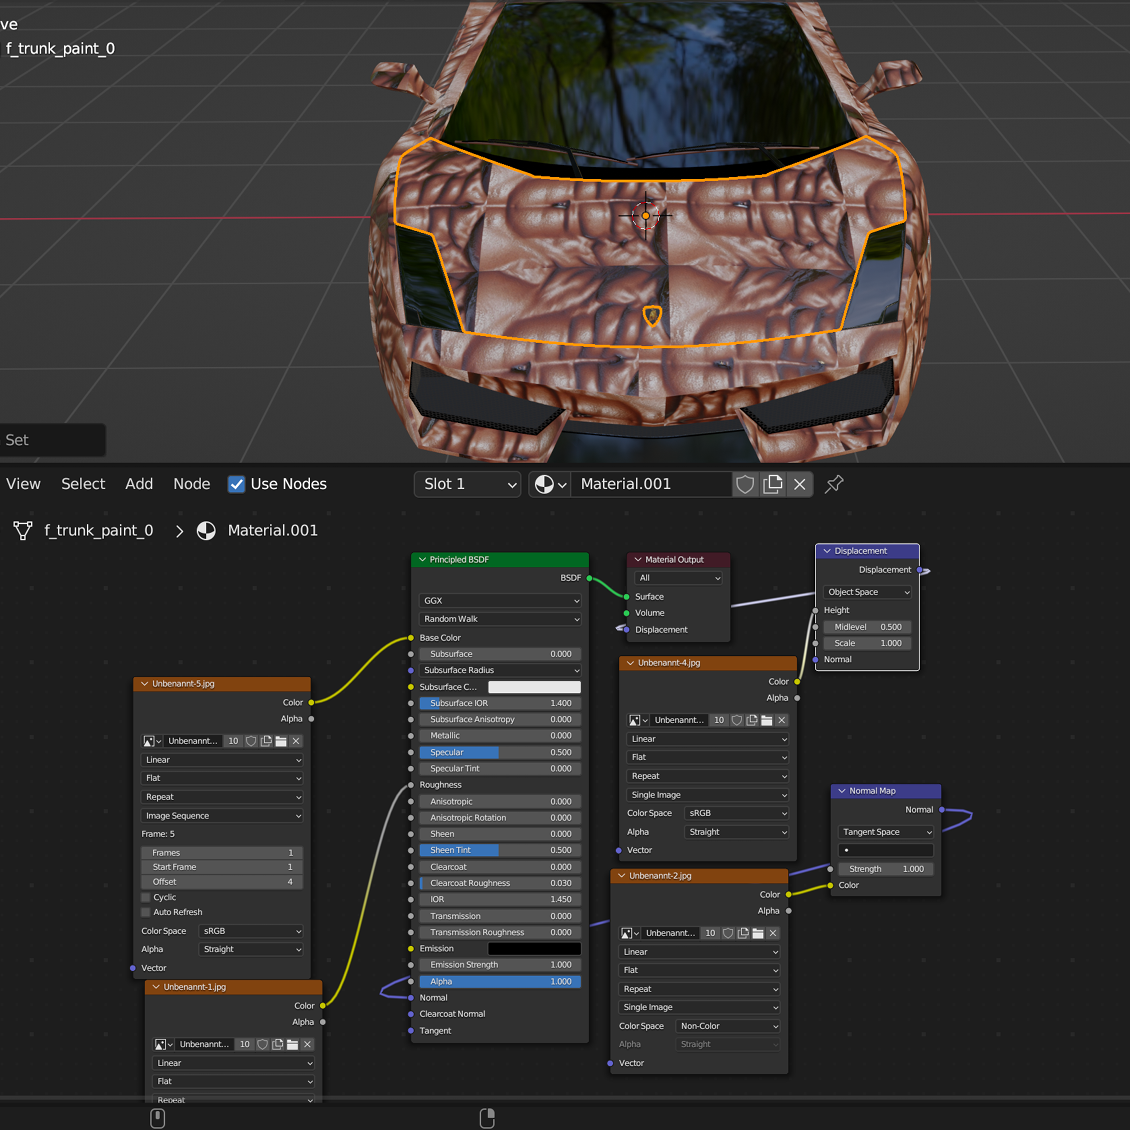 ve
f_trunk_paint_0
Set
View Select Add Node Use Nodes Slot 1 Material.001
f_trunk_paint_0 > Material.001
Principled BSDF
BSDF
GGX
Random Walk
Base Color
Subsurface 0.000
Subsurface Radius
Subsurface C...
Subsurface IOR 1.400
Subsurface Anisotropy 0.000
Metallic 0.000
Specular 0.500
Specular Tint 0.000
Roughness
Anisotropic 0.000
Anisotropic Rotation 0.000
Sheen 0.000
Sheen Tint 0.500
Clearcoat 0.000
Clearcoat Roughness 0.030
IOR 1.450
Transmission 0.000
Transmission Roughness 0.000
Emission
Emission Strength 1.000
Alpha 1.000
Normal
Clearcoat Normal
Tangent
Material Output
All
Surface
Volume
Displacement
Displacement
Displacement
Object Space
Height
Midlevel 0.500
Scale 1.000
Normal
Unbenannt-5.jpg
Color
Alpha
Unbenannt... 10
Linear
Flat
Repeat
Image Sequence
Frame: 5
Frames 1
Start Frame 1
Offset 4
Cyclic
Auto Refresh
Color Space sRGB
Alpha Straight
Vector
Unbenannt-1.jpg
Color
Alpha
Unbenannt... 10
Linear
Flat
Repeat
Unbenannt-4.jpg
Color
Alpha
Unbenannt... 10
Linear
Flat
Repeat
Single Image
Color Space sRGB
Alpha Straight
Vector
Normal Map
Normal
Tangent Space
Strength 1.000
Color
Unbenannt-2.jpg
Color
Alpha
Unbenannt... 10
Linear
Flat
Repeat
Single Image
Color Space Non-Color
Alpha Straight
Vector